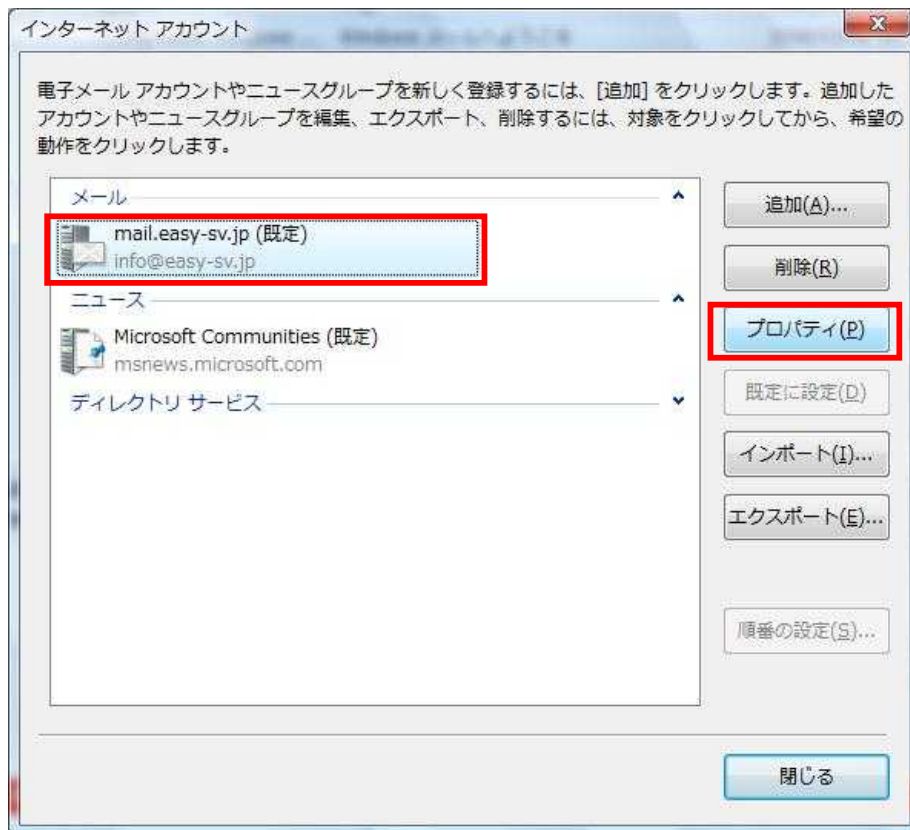 インターネット アカウント
電子メール アカウントやニュースグループを新しく登録するには、[追加] をクリックします。追加した
アカウントやニュースグループを編集、エクスポート、削除するには、対象をクリックしてから、希望の
動作をクリックします。
メール
mail.easy-sv.jp (既定)
info@easy-sv.jp
ニュース
Microsoft Communities (既定)
msnews.microsoft.com
ディレクトリ サービス
追加(A)...
削除(R)
プロパティ(P)
既定に設定(D)
インポート(I)...
エクスポート(E)...
順番の設定(S)...
閉じる